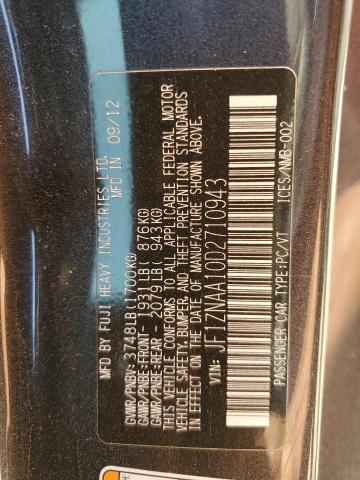 MFD BY FUJI HEAVY INDUSTRIES LTD.
MFD IN 09/12
GVWR/PNBV: 3748LB(1700KG)
GAWR/PNBE:FRONT- 1931LB( 876KG)
GAWR/PNBE:REAR - 2079LB( 943KG)
THIS VEHICLE CONFORMS TO ALL APPLICABLE FEDERAL MOTOR
VEHICLE SAFETY,BUMPER, AND THEFT PREVENTION STANDARDS
IN EFFECT ON THE DATE OF MANUFACTURE SHOWN ABOVE.
VIN: JF1ZNAA10D2710943
PASSENGER CAR TYPE:PC/VT ICES/NMB-002